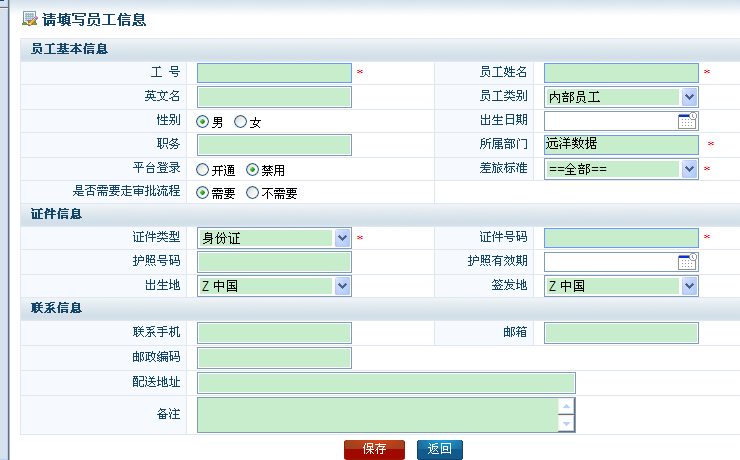 请填写员工信息
员工基本信息
工 号 * 员工姓名 *
英文名 员工类别 内部员工
性别 男 女 出生日期
职务 所属部门 远洋数据 *
平台登录 开通 禁用 差旅标准 ==全部== *
是否需要走审批流程 需要 不需要
证件信息
证件类型 身份证 * 证件号码 *
护照号码 护照有效期
出生地 Z 中国 签发地 Z 中国
联系信息
联系手机 邮箱
邮政编码
配送地址
备注
保存 返回